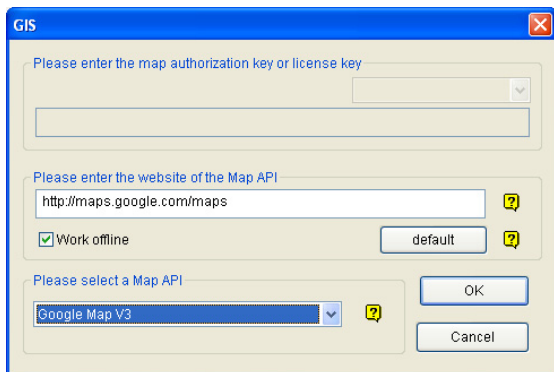 GIS
Please enter the map authorization key or license key
Please enter the website of the Map API
http://maps.google.com/maps
Work offline
default
Please select a Map API
Google Map V3
OK
Cancel